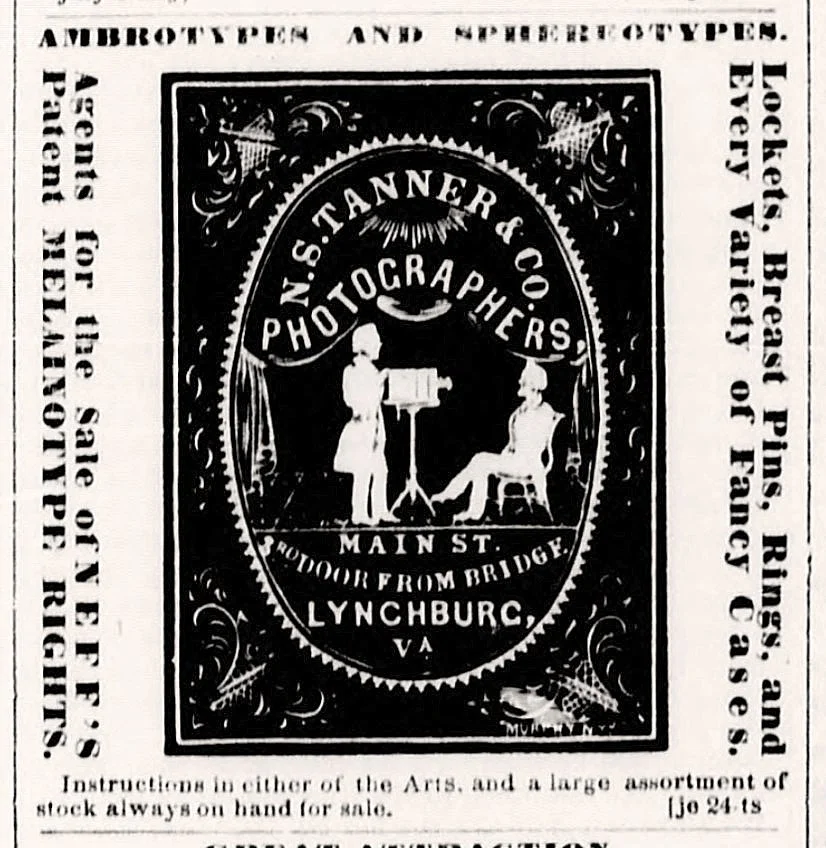 AMBROTYPES AND SPHEREOTYPES.
Agents for the Sale of NEFF'S
Patent MELAINOTYPE RIGHTS.
N. S. TANNER & CO.
PHOTOGRAPHERS,
MAIN ST.
3RD DOOR FROM BRIDGE.
LYNCHBURG,
VA
MURPHY N.Y.
Lockets, Breast Pins, Rings, and
Every Variety of Fancy Cases.
Instructions in either of the Arts, and a large assortment of
stock always on hand for sale. [je 24-ts